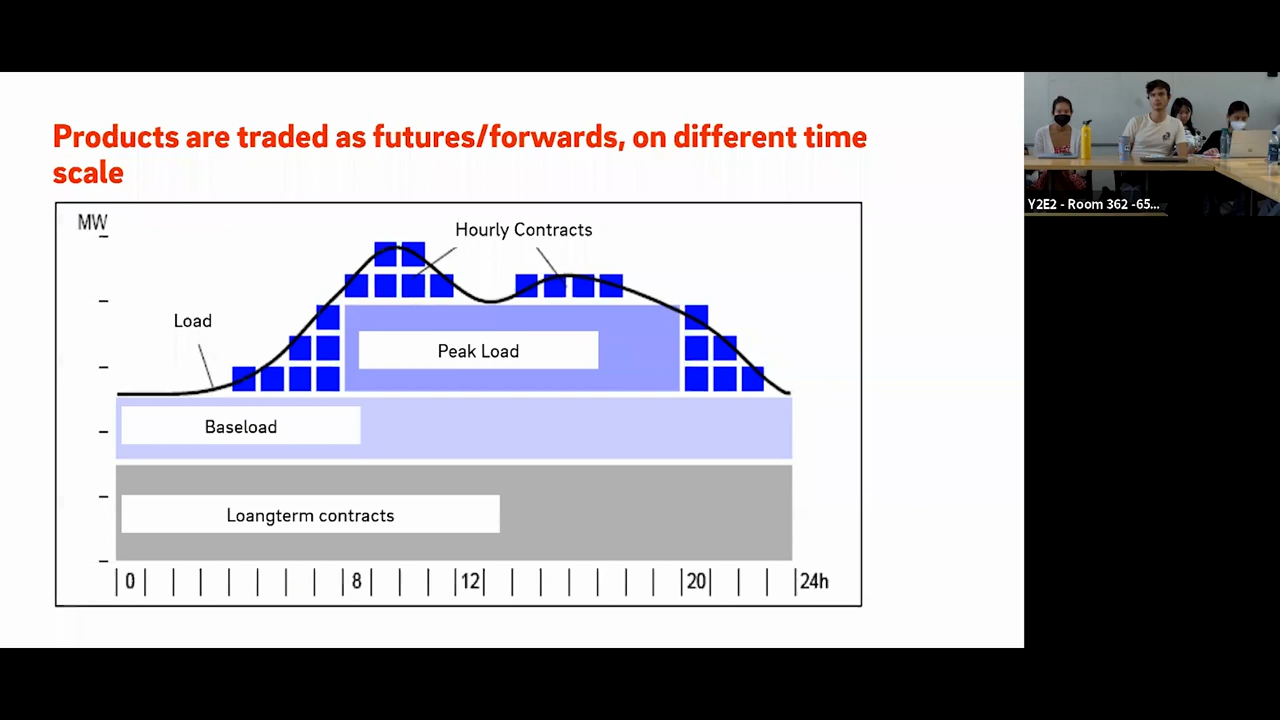 Products are traded as futures/forwards, on different time
scale
MW
Hourly Contracts
Load
Peak Load
Baseload
Loangterm contracts
0 8 12 20 24h
Y2E2 - Room 362 -65...